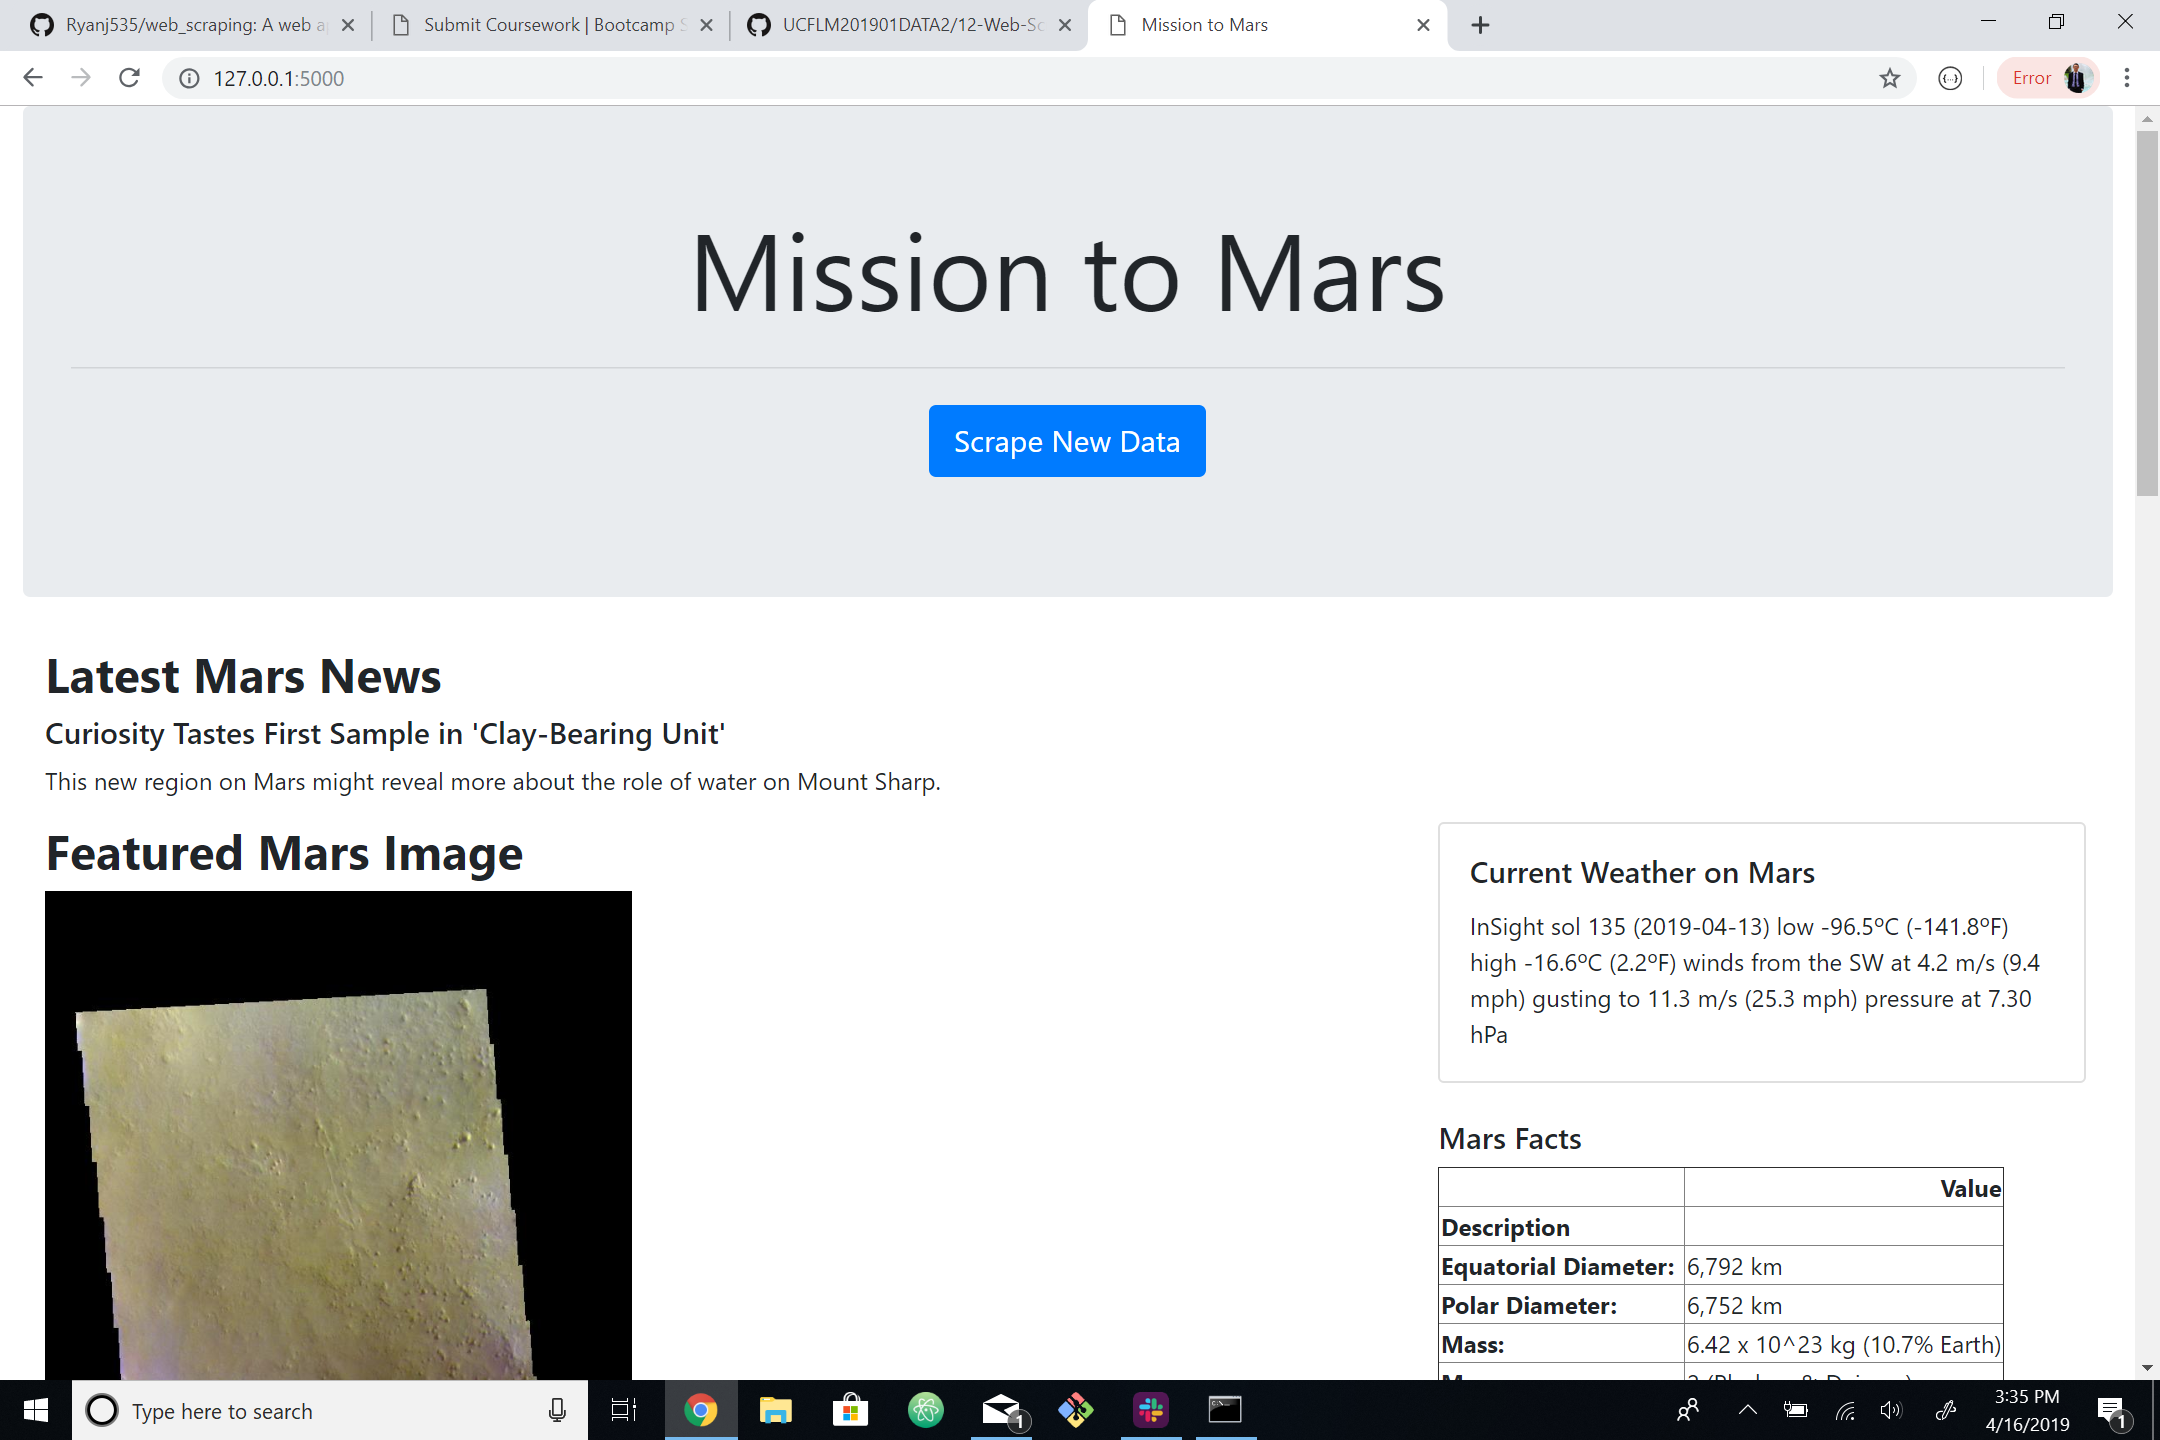 Ryanj535/web_scraping: A web a
Submit Coursework | Bootcamp
UCFLM201901DATA2/12-Web-Sc
Mission to Mars
127.0.0.1:5000
Error
Mission to Mars
Scrape New Data
Latest Mars News
Curiosity Tastes First Sample in 'Clay-Bearing Unit'
This new region on Mars might reveal more about the role of water on Mount Sharp.
Featured Mars Image
Current Weather on Mars
InSight sol 135 (2019-04-13) low -96.5ºC (-141.8ºF)
high -16.6ºC (2.2ºF) winds from the SW at 4.2 m/s (9.4
mph) gusting to 11.3 m/s (25.3 mph) pressure at 7.30
hPa
Mars Facts
Value
Description
Equatorial Diameter: 6,792 km
Polar Diameter: 6,752 km
Mass: 6.42 x 10^23 kg (10.7% Earth)
Type here to search
1
3:35 PM
4/16/2019
1